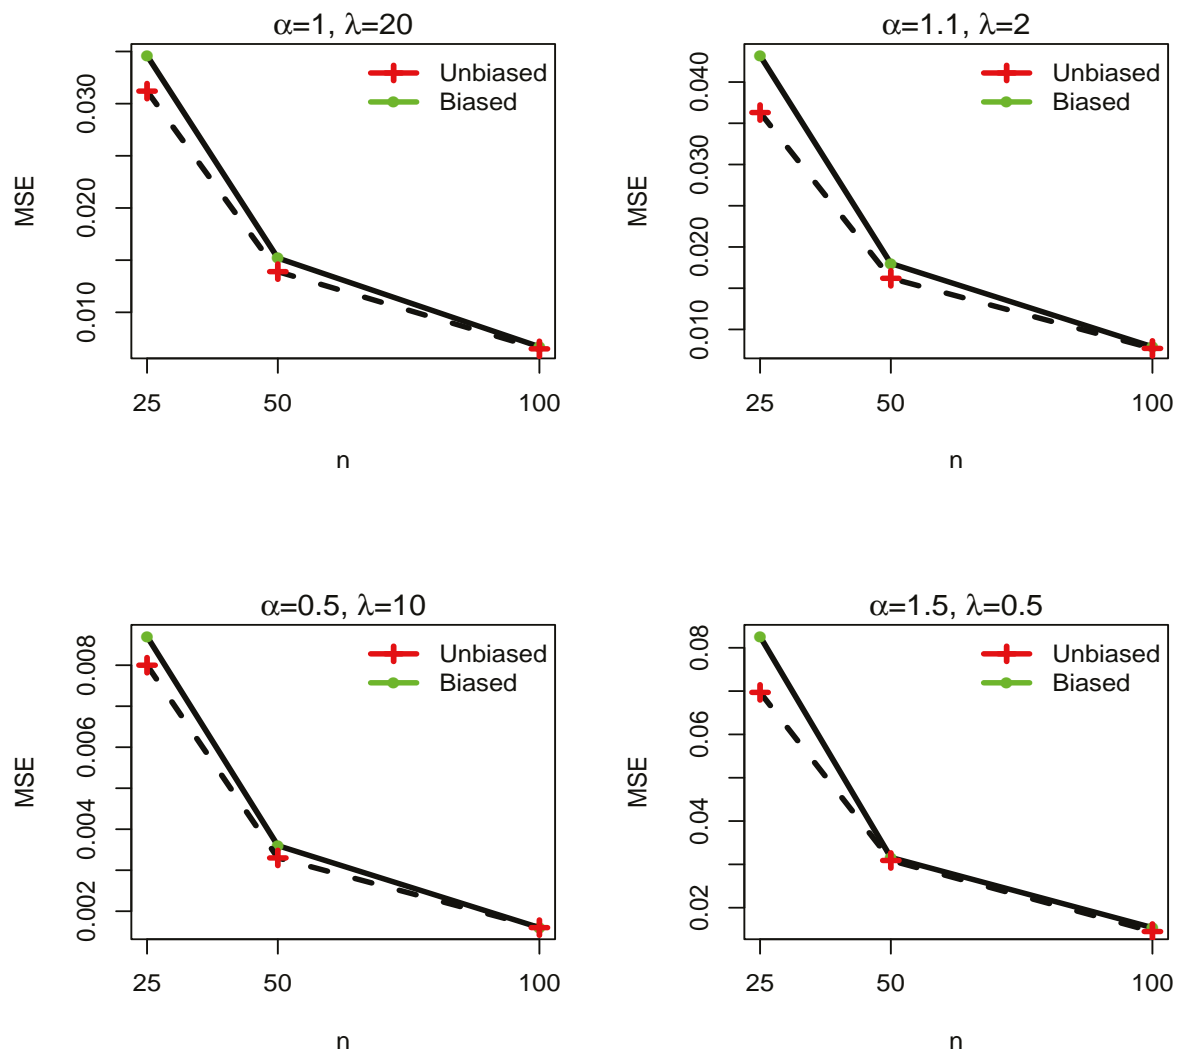 α=1, λ=20
Unbiased
Biased
MSE
0.030
0.020
0.010
25 50 100
n
α=1.1, λ=2
Unbiased
Biased
MSE
0.040
0.030
0.020
0.010
25 50 100
n
α=0.5, λ=10
Unbiased
Biased
MSE
0.008
0.006
0.004
0.002
25 50 100
n
α=1.5, λ=0.5
Unbiased
Biased
MSE
0.08
0.06
0.04
0.02
25 50 100
n